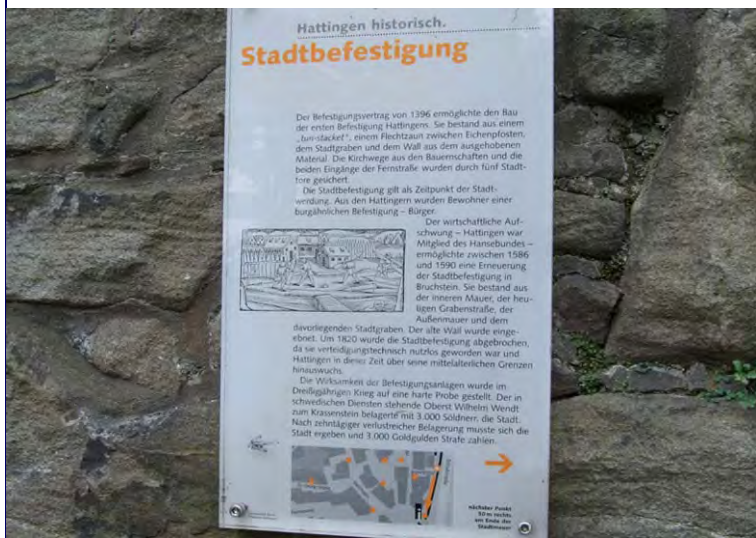 Hattingen historisch.
Stadtbefestigung
Der Befestigungsvertrag von 1396 ermöglichte den Bau
der ersten Befestigung Hattingens. Sie bestand aus einem
„tun-stacket“, einem Flechtzaun zwischen Eichenpfosten,
dem Stadtgraben und dem Wall aus dem ausgehobenen
Material. Die Kirchwege aus den Bauernschaften und die
beiden Eingänge der Fernstraße wurden durch fünf Stadt-
tore gesichert.
Die Stadtbefestigung gilt als Zeitpunkt der Stadt-
werdung. Aus den Hattingern wurden Bewohner einer
burgähnlichen Befestigung – Bürger.
Der wirtschaftliche Auf-
schwung – Hattingen war
Mitglied des Hansebundes –
ermöglichte zwischen 1586
und 1590 eine Erneuerung
der Stadtbefestigung in
Bruchstein. Sie bestand aus
der inneren Mauer, der heu-
tigen Grabenstraße, der
Außenmauer und dem
davorliegenden Stadtgraben. Der alte Wall wurde einge-
ebnet. Um 1820 wurde die Stadtbefestigung abgebrochen,
da sie verteidigungstechnisch nutzlos geworden war und
Hattingen in dieser Zeit über seine mittelalterlichen Grenzen
hinauswuchs.
Die Wirksamkeit der Befestigungsanlagen wurde im
Dreißigjährigen Krieg auf eine harte Probe gestellt. Der in
schwedischen Diensten stehende Oberst Wilhelm Wendt
zum Krassenstein belagerte mit 3.000 Söldnern, die Stadt.
Nach zehntägiger verlustreicher Belagerung musste sich die
Stadt ergeben und 3.000 Goldgulden Strafe zahlen.
nächster Punkt
50 m rechts
am Ende der
Stadtmauer